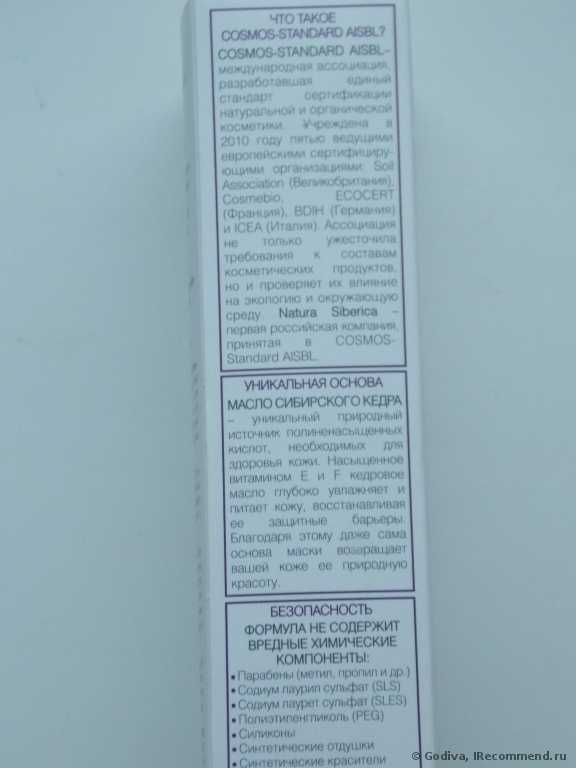 ЧТО ТАКОЕ
COSMOS-STANDARD AISBL?
COSMOS-STANDARD AISBL–
международная ассоциация,
разработавшая единый
стандарт сертификации
натуральной и органической
косметики. Учреждена в
2010 году пятью ведущими
европейскими сертифициру-
ющими организациями: Soil
Association (Великобритания),
Cosmebio, ECOCERT
(Франция), BDIH (Германия)
и ICEA (Италия). Ассоциация
не только ужесточила
требования к составам
косметических продуктов,
но и проверяет их влияние
на экологию и окружающую
среду. Natura Siberica –
первая российская компания,
принятая в COSMOS-
Standard AISBL.
УНИКАЛЬНАЯ ОСНОВА
МАСЛО СИБИРСКОГО КЕДРА
– уникальный природный
источник полиненасыщенных
кислот, необходимых для
здоровья кожи. Насыщенное
витамином Е и F кедровое
масло глубоко увлажняет и
питает кожу, восстанавливая
ее защитные барьеры.
Благодаря этому даже сама
основа маски возвращает
вашей коже ее природную
красоту.
БЕЗОПАСНОСТЬ
ФОРМУЛА НЕ СОДЕРЖИТ
ВРЕДНЫЕ ХИМИЧЕСКИЕ
КОМПОНЕНТЫ:
• Парабены (метил, пропил и др.)
• Содиум лаурил сульфат (SLS)
• Содиум лаурет сульфат (SLES)
• Полиэтиленгликоль (PEG)
• Силиконы
• Синтетические отдушки
• Синтетические красители
© Godiva, IRecommend.ru